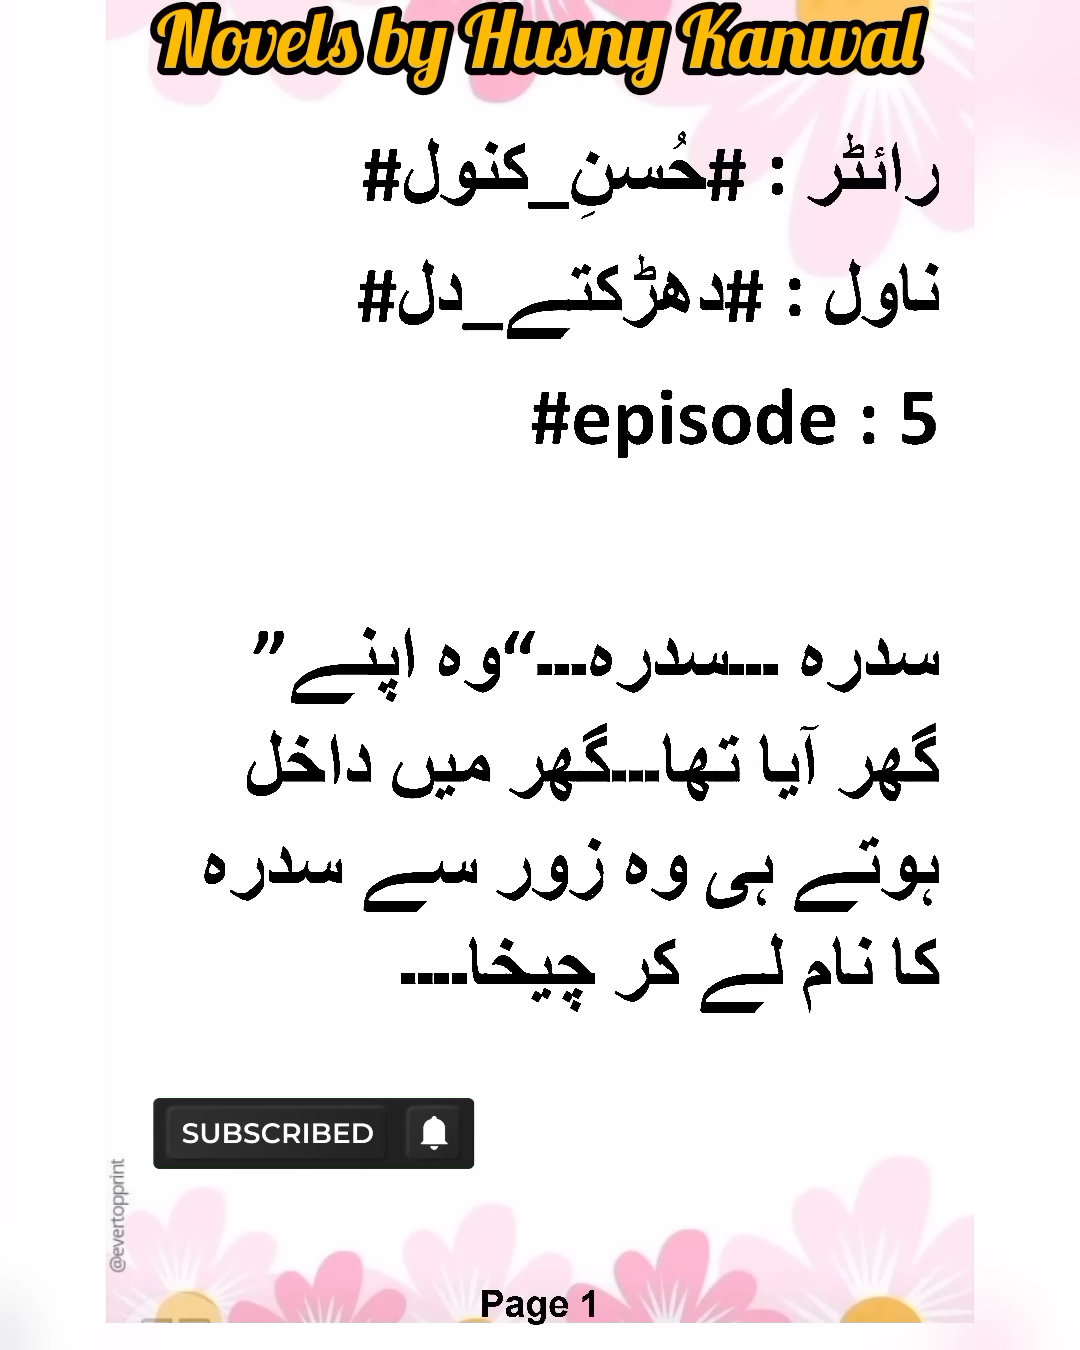 Novels by Husny Kanwal
رائٹر : #حُسنِ_کنول#
ناول : #دھڑکتے_دل#
#episode : 5
سدرہ ---سدرہ---“وہ اپنے”
گھر آیا تھا---گھر میں داخل
ہوتے ہی وہ زور سے سدرہ
کا نام لے کر چیخا----
SUBSCRIBED
@evertopprint
Page 1